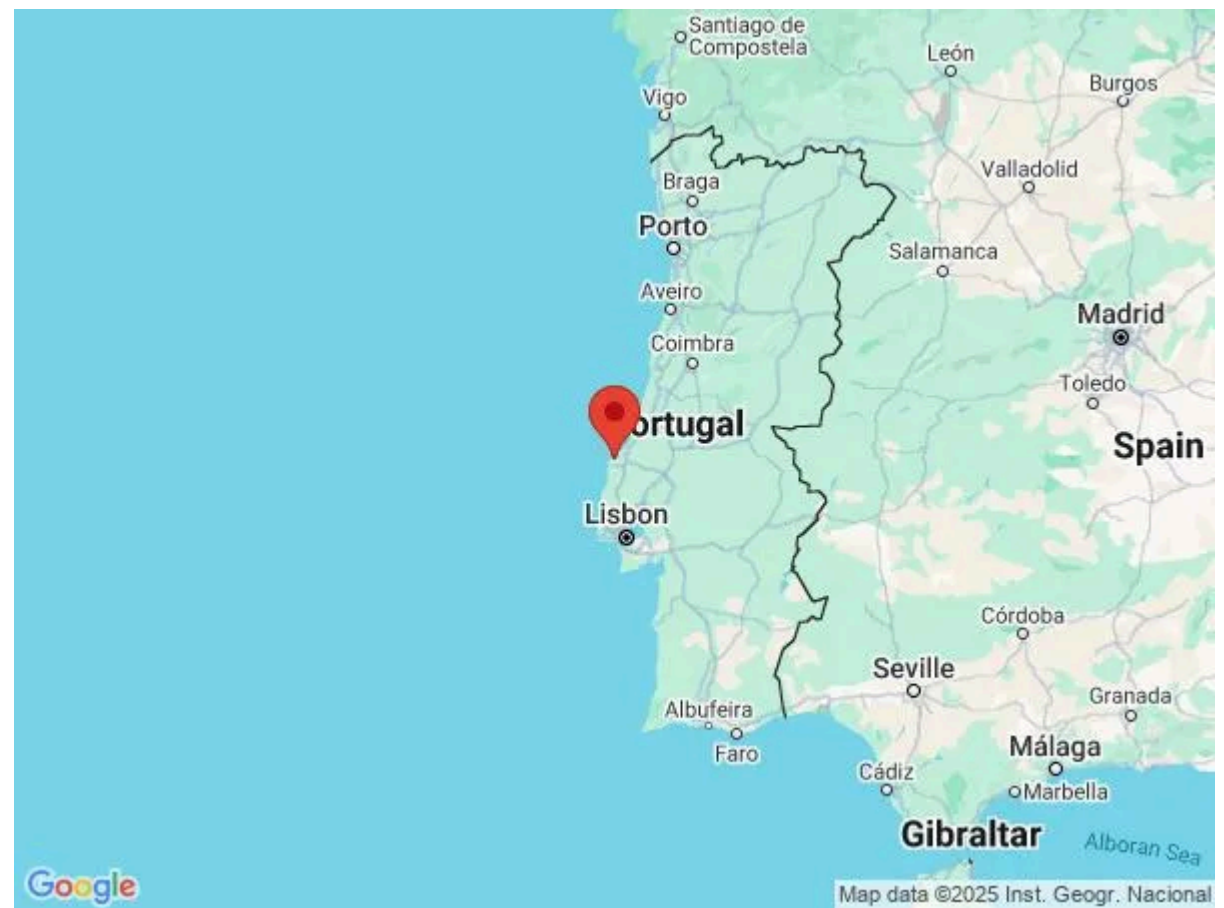 Santiago de
Compostela
León
Burgos
Vigo
Valladolid
Braga
Porto
Salamanca
Aveiro
Madrid
Coimbra
Toledo
ortugal
Spain
Lisbon
Córdoba
Seville
Granada
Albufeira
Faro
Málaga
Cádiz
Marbella
Gibraltar
Alboran Sea
Google
Map data ©2025 Inst. Geogr. Nacional